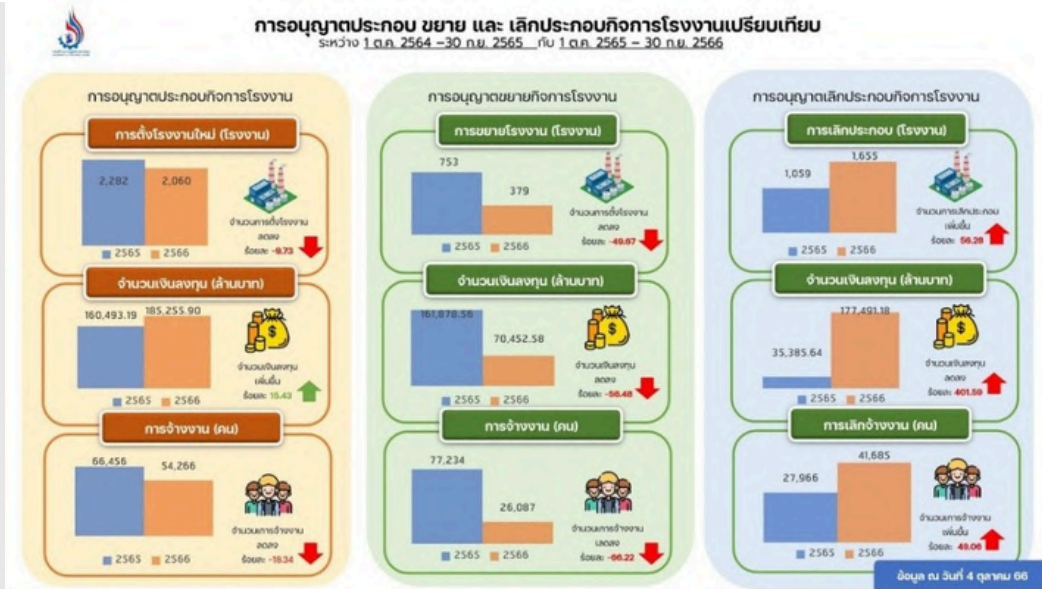 การอนุญาตประกอบ ขยาย และ เลิกประกอบกิจการโรงงานเปรียบเทียบ
ระหว่าง 1 ต.ค. 2564 –30 ก.ย. 2565 กับ 1 ต.ค. 2565 – 30 ก.ย. 2566
การอนุญาตประกอบกิจการโรงงาน
การตั้งโรงงานใหม่ (โรงงาน)
2,282 2,060
จำนวนการตั้งโรงงาน
ลดลง
ร้อยละ -9.73
2565 2566
จำนวนเงินลงทุน (ล้านบาท)
160,493.19 185,255.90
จำนวนเงินลงทุน
เพิ่มขึ้น
ร้อยละ 15.43
2565 2566
การจ้างงาน (คน)
66,456 54,266
จำนวนการจ้างงาน
ลดลง
ร้อยละ -18.34
2565 2566
การอนุญาตขยายกิจการโรงงาน
การขยายโรงงาน (โรงงาน)
753 379
จำนวนการตั้งโรงงาน
ลดลง
ร้อยละ -49.67
2565 2566
จำนวนเงินลงทุน (ล้านบาท)
161,878.56 70,452.58
จำนวนเงินลงทุน
ลดลง
ร้อยละ -56.48
2565 2566
การจ้างงาน (คน)
77,234 26,087
จำนวนการจ้างงาน
ลดลง
ร้อยละ -66.22
2565 2566
การอนุญาตเลิกประกอบกิจการโรงงาน
การเลิกประกอบ (โรงงาน)
1,059 1,655
จำนวนการเลิกประกอบ
เพิ่มขึ้น
ร้อยละ 56.28
2565 2566
จำนวนเงินลงทุน (ล้านบาท)
35,385.64 177,491.18
จำนวนเงินลงทุน
ลดลง
ร้อยละ 401.59
2565 2566
การเลิกจ้างงาน (คน)
27,966 41,685
จำนวนการจ้างงาน
เพิ่มขึ้น
ร้อยละ 49.06
2565 2566
ข้อมูล ณ วันที่ 4 ตุลาคม 66